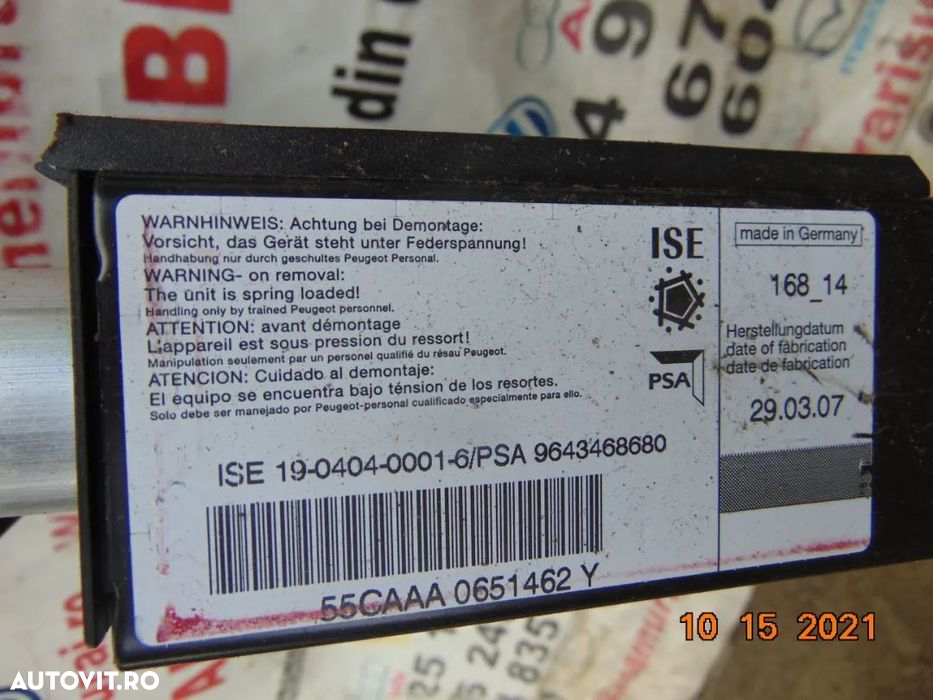 WARNHINWEIS: Achtung bei Demontage:
Vorsicht, das Gerät steht unter Federspannung!
Handhabung nur durch geschultes Peugeot Personal.
WARNING- on removal:
The unit is spring loaded!
Handling only by trained Peugeot personnel.
ATTENTION: avant démontage
L'appareil est sous pression du ressort!
Manipulation seulement par un personel qualifié du résau Peugeot.
ATENCION: Cuidado al demontaje:
El equipo se encuentra bajo ténsion de los resortes.
Solo debe ser manejado por Peugeot-personal cualificado especialmente para ello.
ISE
PSA
made in Germany
168_14
Herstellungdatum
date of fabrication
date de fabrication
29.03.07
ISE 19-0404-0001-6/PSA 9643468680
55CAAA 0651462 Y
din
10 15 2021
AUTOVIT.RO